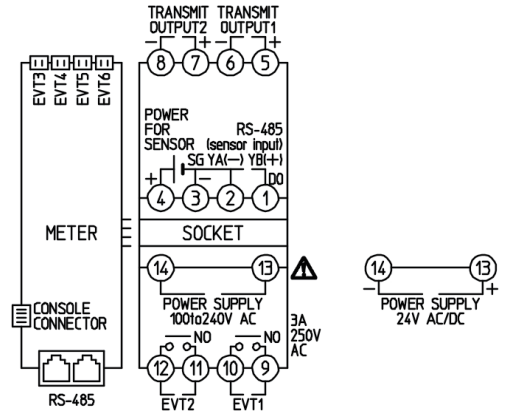 TRANSMIT TRANSMIT
OUTPUT2 OUTPUT1
− + − +
8 7 6 5
EVT3 EVT4 EVT5 EVT6
POWER
FOR
SENSOR
RS-485
(sensor input)
SG YA(−) YB(+)
+ − DO
4 3 2 1
METER
SOCKET
14 13
POWER SUPPLY
100to240V AC
14 13
− +
POWER SUPPLY
24V AC/DC
CONSOLE
CONNECTOR
3A
250V
AC
NO NO
12 11 10 9
EVT2 EVT1
RS-485